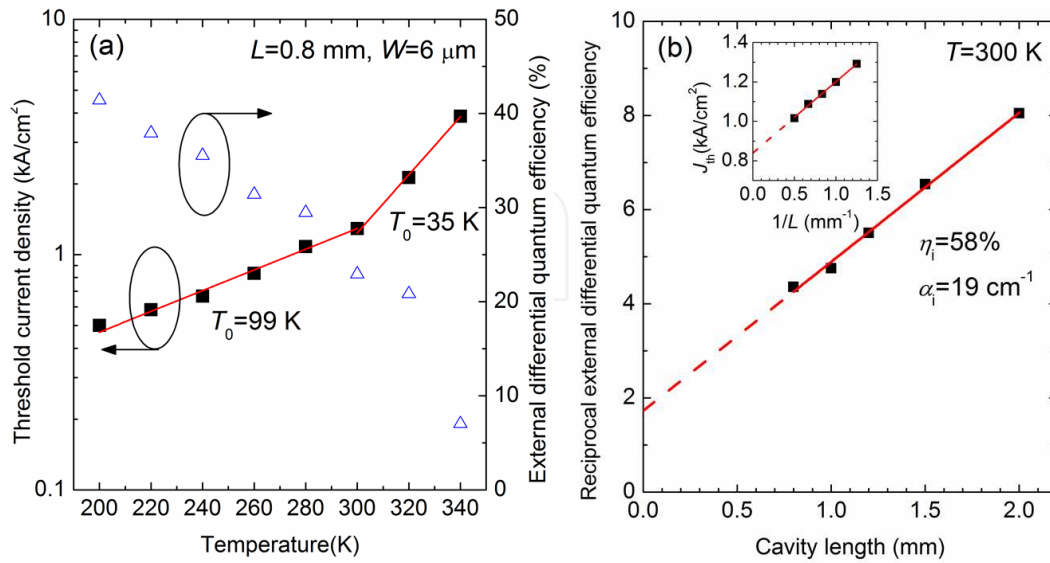 (a)
L=0.8 mm, W=6 μm
T0=35 K
T0=99 K
Threshold current density (kA/cm2)
10
1
0.1
External differential quantum efficiency (%)
50
40
30
20
10
0
200 220 240 260 280 300 320 340
Temperature(K)
(b)
T=300 K
Jth(kA/cm2)
1.4
1.2
1.0
0.8
0.6
0.0 0.5 1.0 1.5
1/L (mm-1)
ηi=58%
αi=19 cm-1
Reciprocal external differential quantum efficiency
10
8
6
4
2
0
0.0 0.5 1.0 1.5 2.0
Cavity length (mm)